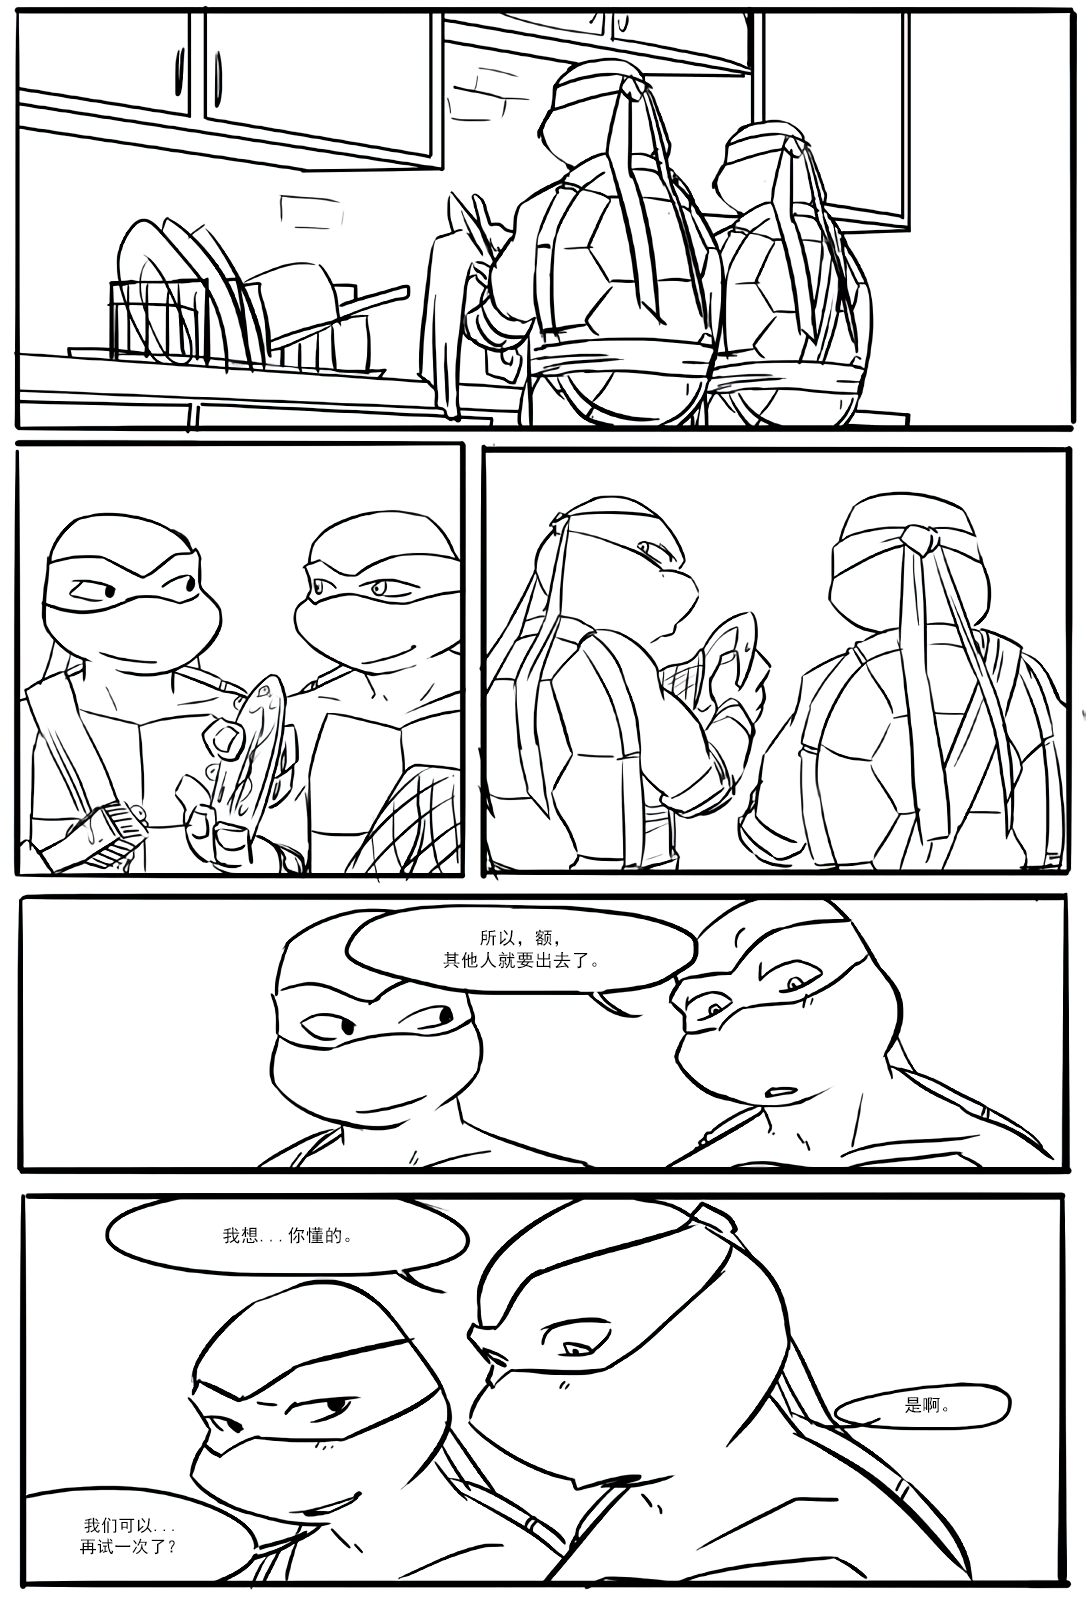 所以，额，
其他人就要出去了。
我想...你懂的。
是啊。
我们可以...
再试一次了？